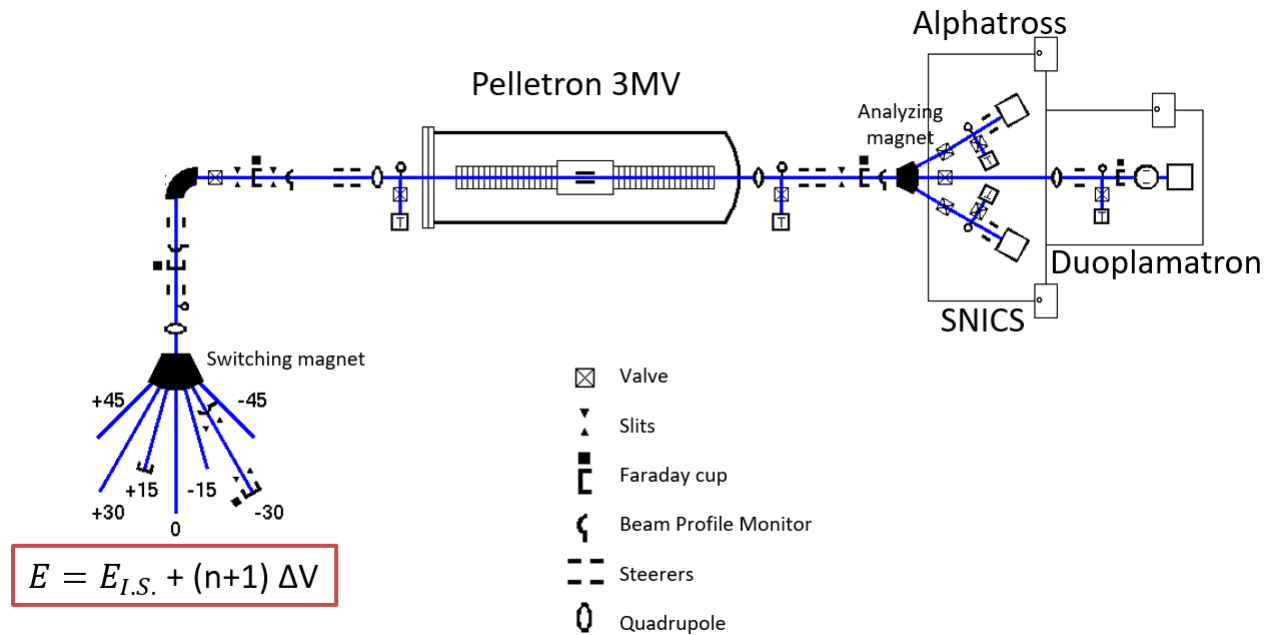 Alphatross
Pelletron 3MV
Analyzing
magnet
T
T
T
T
T
Duoplamatron
SNICS
Switching magnet
+45
-45
+15
-15
+30
-30
0
E = E_{I.S.} + (n+1) ΔV
Valve
Slits
Faraday cup
Beam Profile Monitor
Steerers
Quadrupole